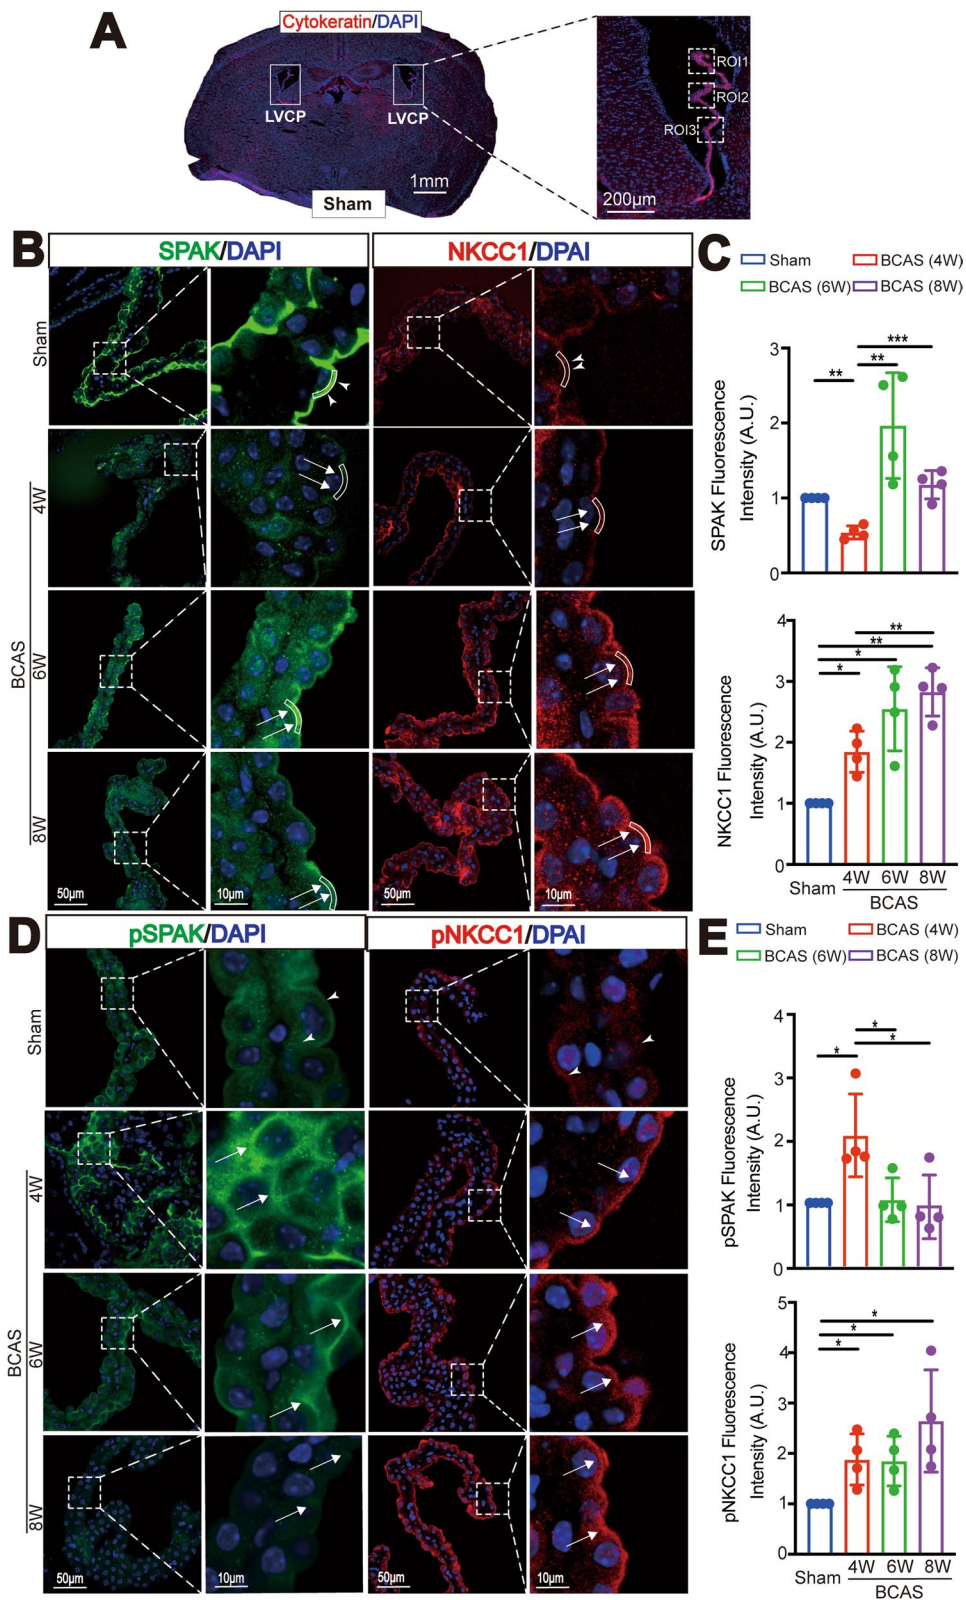 A
Cytokeratin/DAPI
LVCP
LVCP
1mm
Sham
ROI1
ROI2
ROI3
200μm
B
SPAK/DAPI
NKCC1/DPAI
Sham
4W
6W
8W
BCAS
50μm
10μm
50μm
10μm
C
Sham
BCAS (4W)
BCAS (6W)
BCAS (8W)
SPAK Fluorescence
Intensity (A.U.)
3
2
1
0
**
**
***
NKCC1 Fluorescence
Intensity (A.U.)
4
3
2
1
0
*
*
**
**
Sham
4W
6W
8W
BCAS
D
pSPAK/DAPI
pNKCC1/DPAI
Sham
4W
6W
8W
BCAS
50μm
10μm
50μm
10μm
E
Sham
BCAS (4W)
BCAS (6W)
BCAS (8W)
pSPAK Fluorescence
Intensity (A.U.)
4
3
2
1
0
*
*
*
pNKCC1 Fluorescence
Intensity (A.U.)
5
4
3
2
1
0
*
*
*
Sham
4W
6W
8W
BCAS